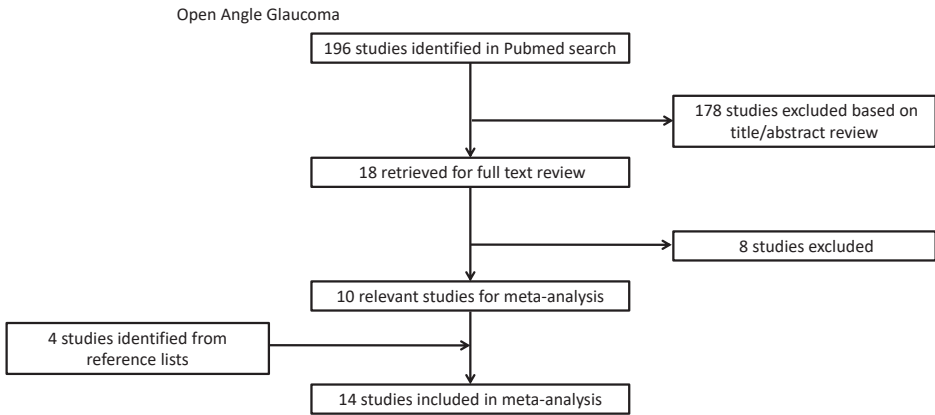 Open Angle Glaucoma
196 studies identified in Pubmed search
178 studies excluded based on
title/abstract review
18 retrieved for full text review
8 studies excluded
10 relevant studies for meta-analysis
4 studies identified from
reference lists
14 studies included in meta-analysis